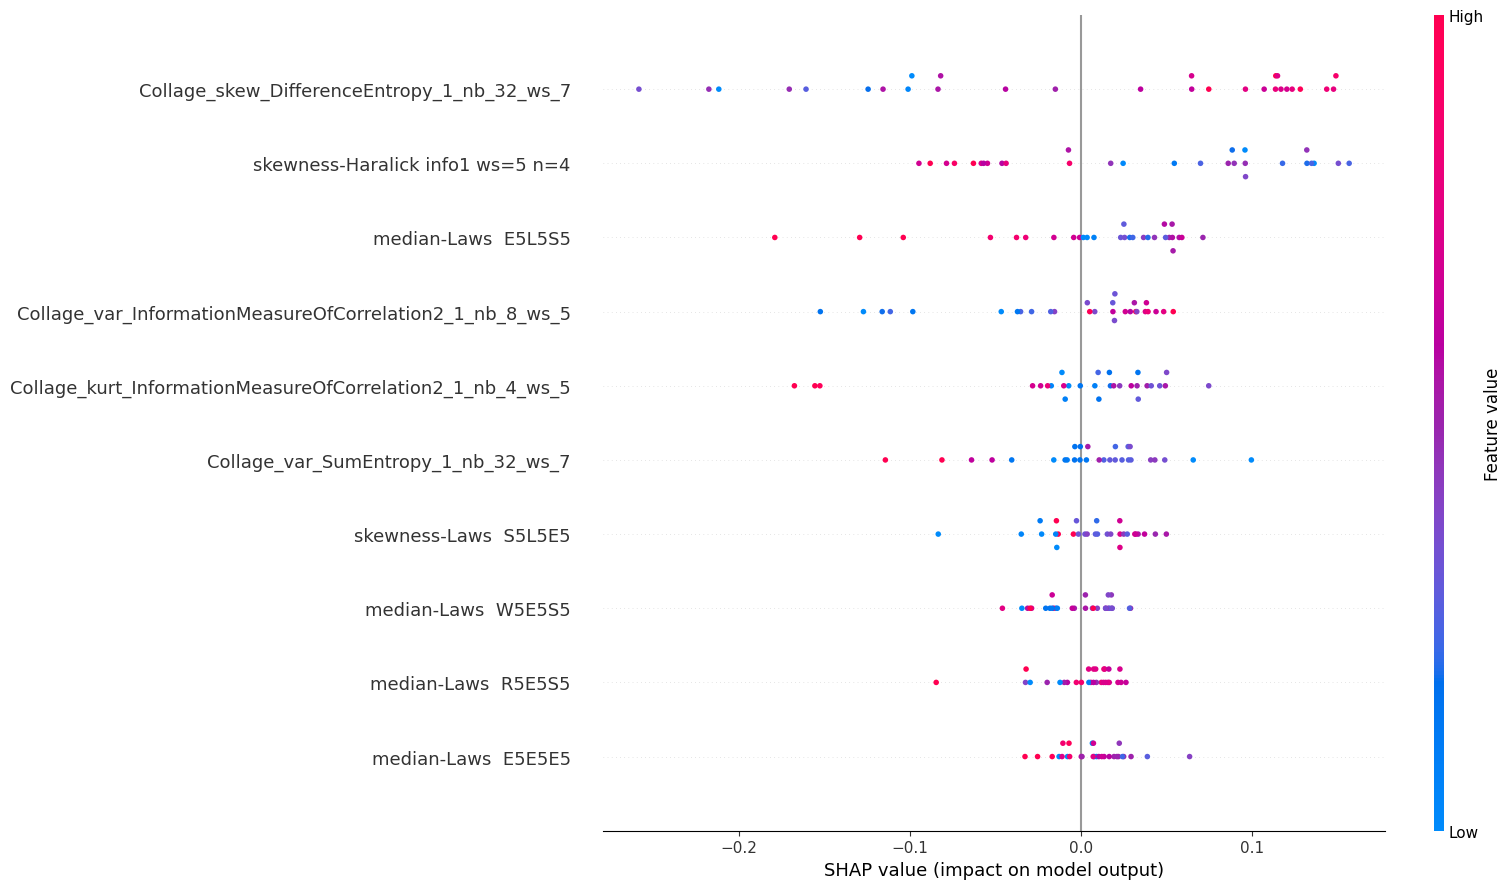 High
Collage_skew_DifferenceEntropy_1_nb_32_ws_7
skewness-Haralick info1 ws=5 n=4
median-Laws  E5L5S5
Collage_var_InformationMeasureOfCorrelation2_1_nb_8_ws_5
Collage_kurt_InformationMeasureOfCorrelation2_1_nb_4_ws_5
Collage_var_SumEntropy_1_nb_32_ws_7
skewness-Laws  S5L5E5
median-Laws  W5E5S5
median-Laws  R5E5S5
median-Laws  E5E5E5
Feature value
Low
−0.2 −0.1 0.0 0.1
SHAP value (impact on model output)